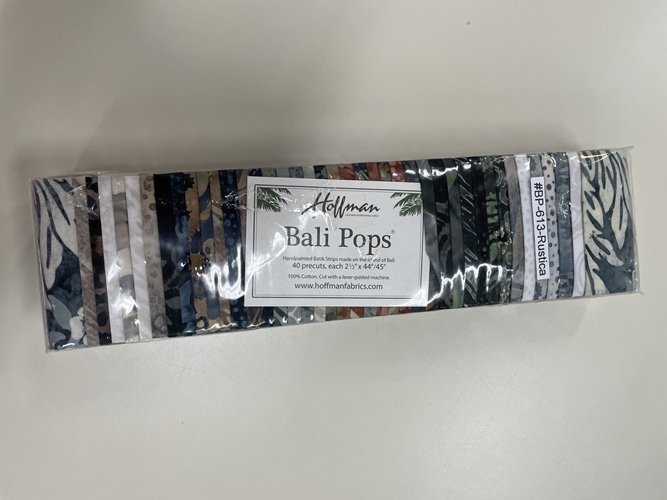 Hoffman
Bali Pops®
Handpainted Batik Strips made on the island of Bali
40 precuts, each 2½" x 44"/45"
100% Cotton. Cut with a laser-guided machine.
www.hoffmanfabrics.com
#BP-613-Rustica